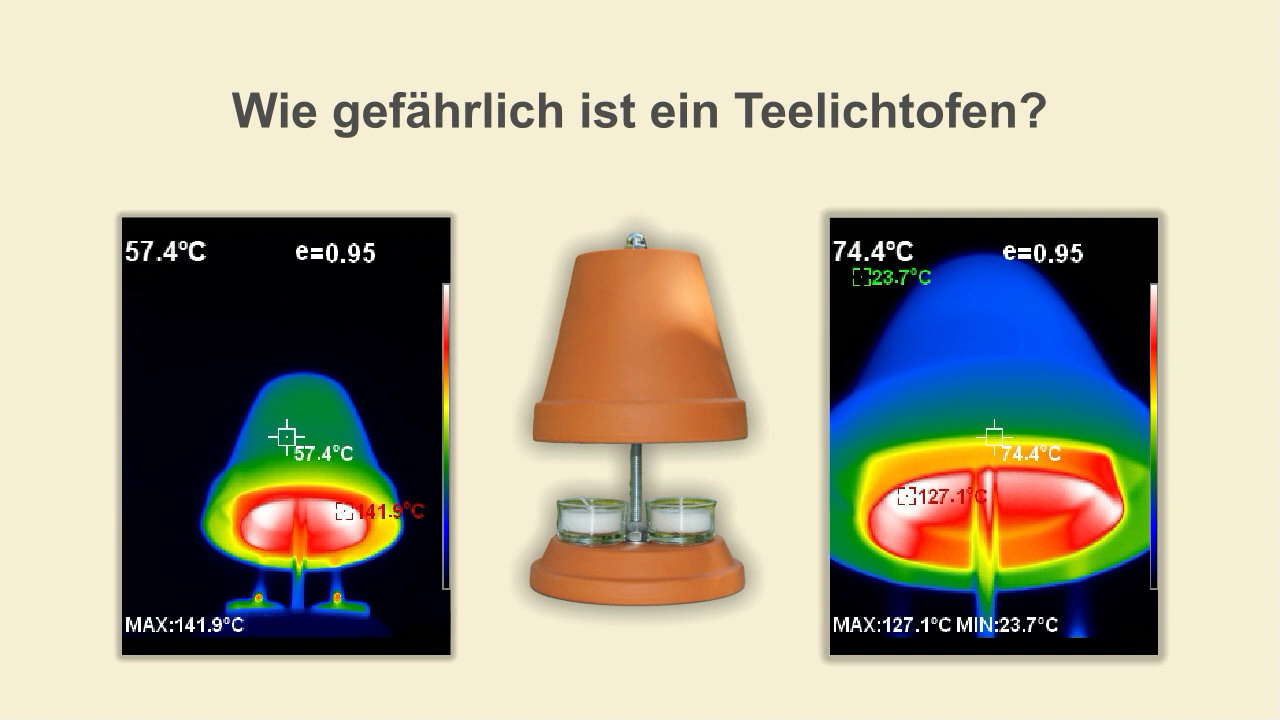 Wie gefährlich ist ein Teelichtofen?
57.4°C e=0.95
57.4°C
141.9°C
MAX:141.9°C
74.4°C e=0.95
23.7°C
74.4°C
127.1°C
MAX:127.1°C MIN:23.7°C